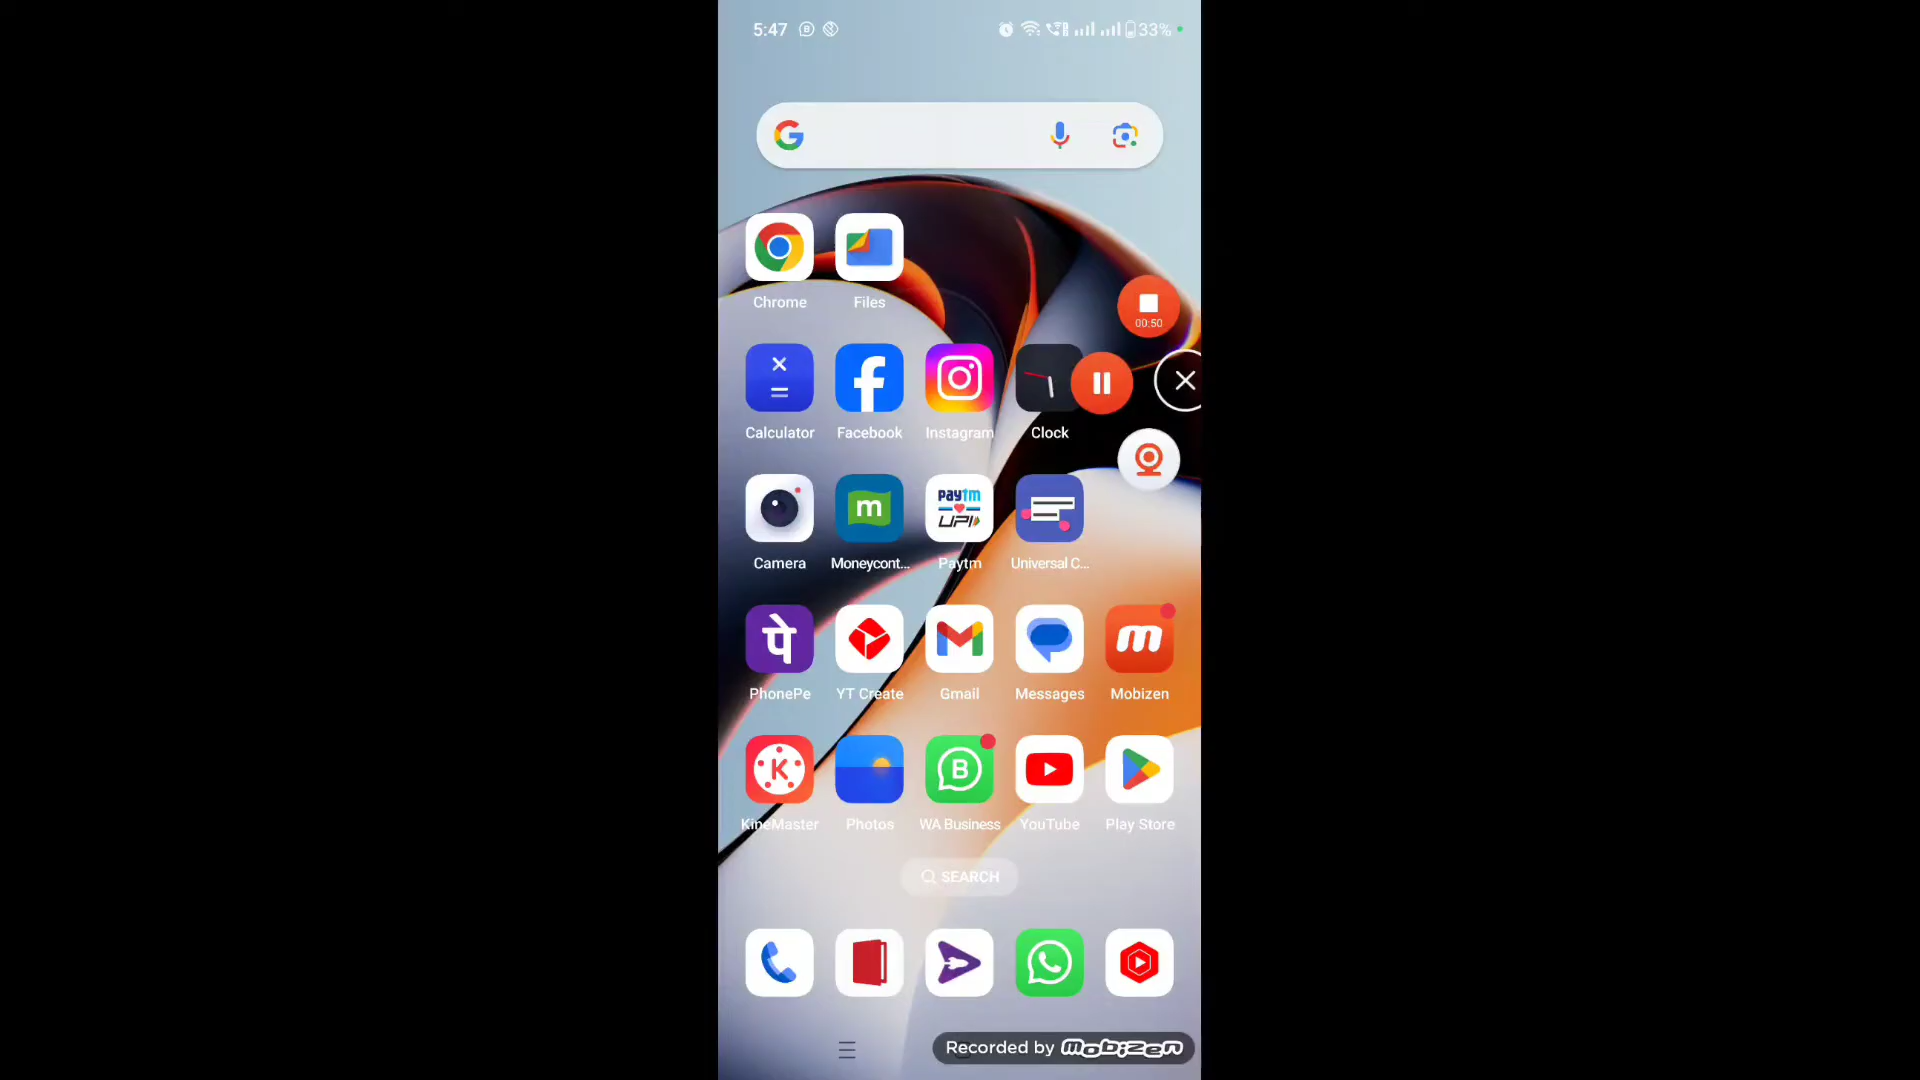 5:47
33%
00:50
Chrome
Files
Calculator
Facebook
Instagram
Clock
m
Paytm
UPI
Camera
Moneycont...
Paytm
Universal C...
पे
PhonePe
YT Create
Gmail
Messages
m
Mobizen
K
B
KineMaster
Photos
WA Business
YouTube
Play Store
SEARCH
Recorded by mobizen